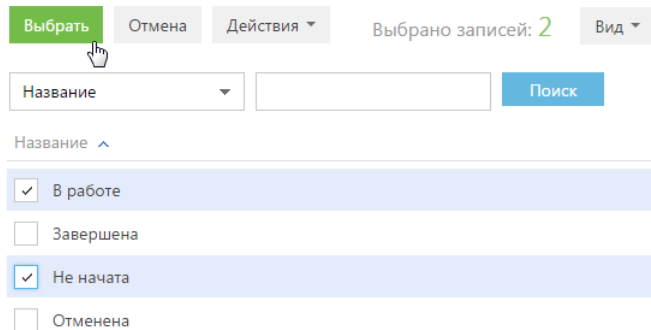 Выбрать Отмена Действия Выбрано записей: 2 Вид
Название Поиск
Название
В работе
Завершена
Не начата
Отменена